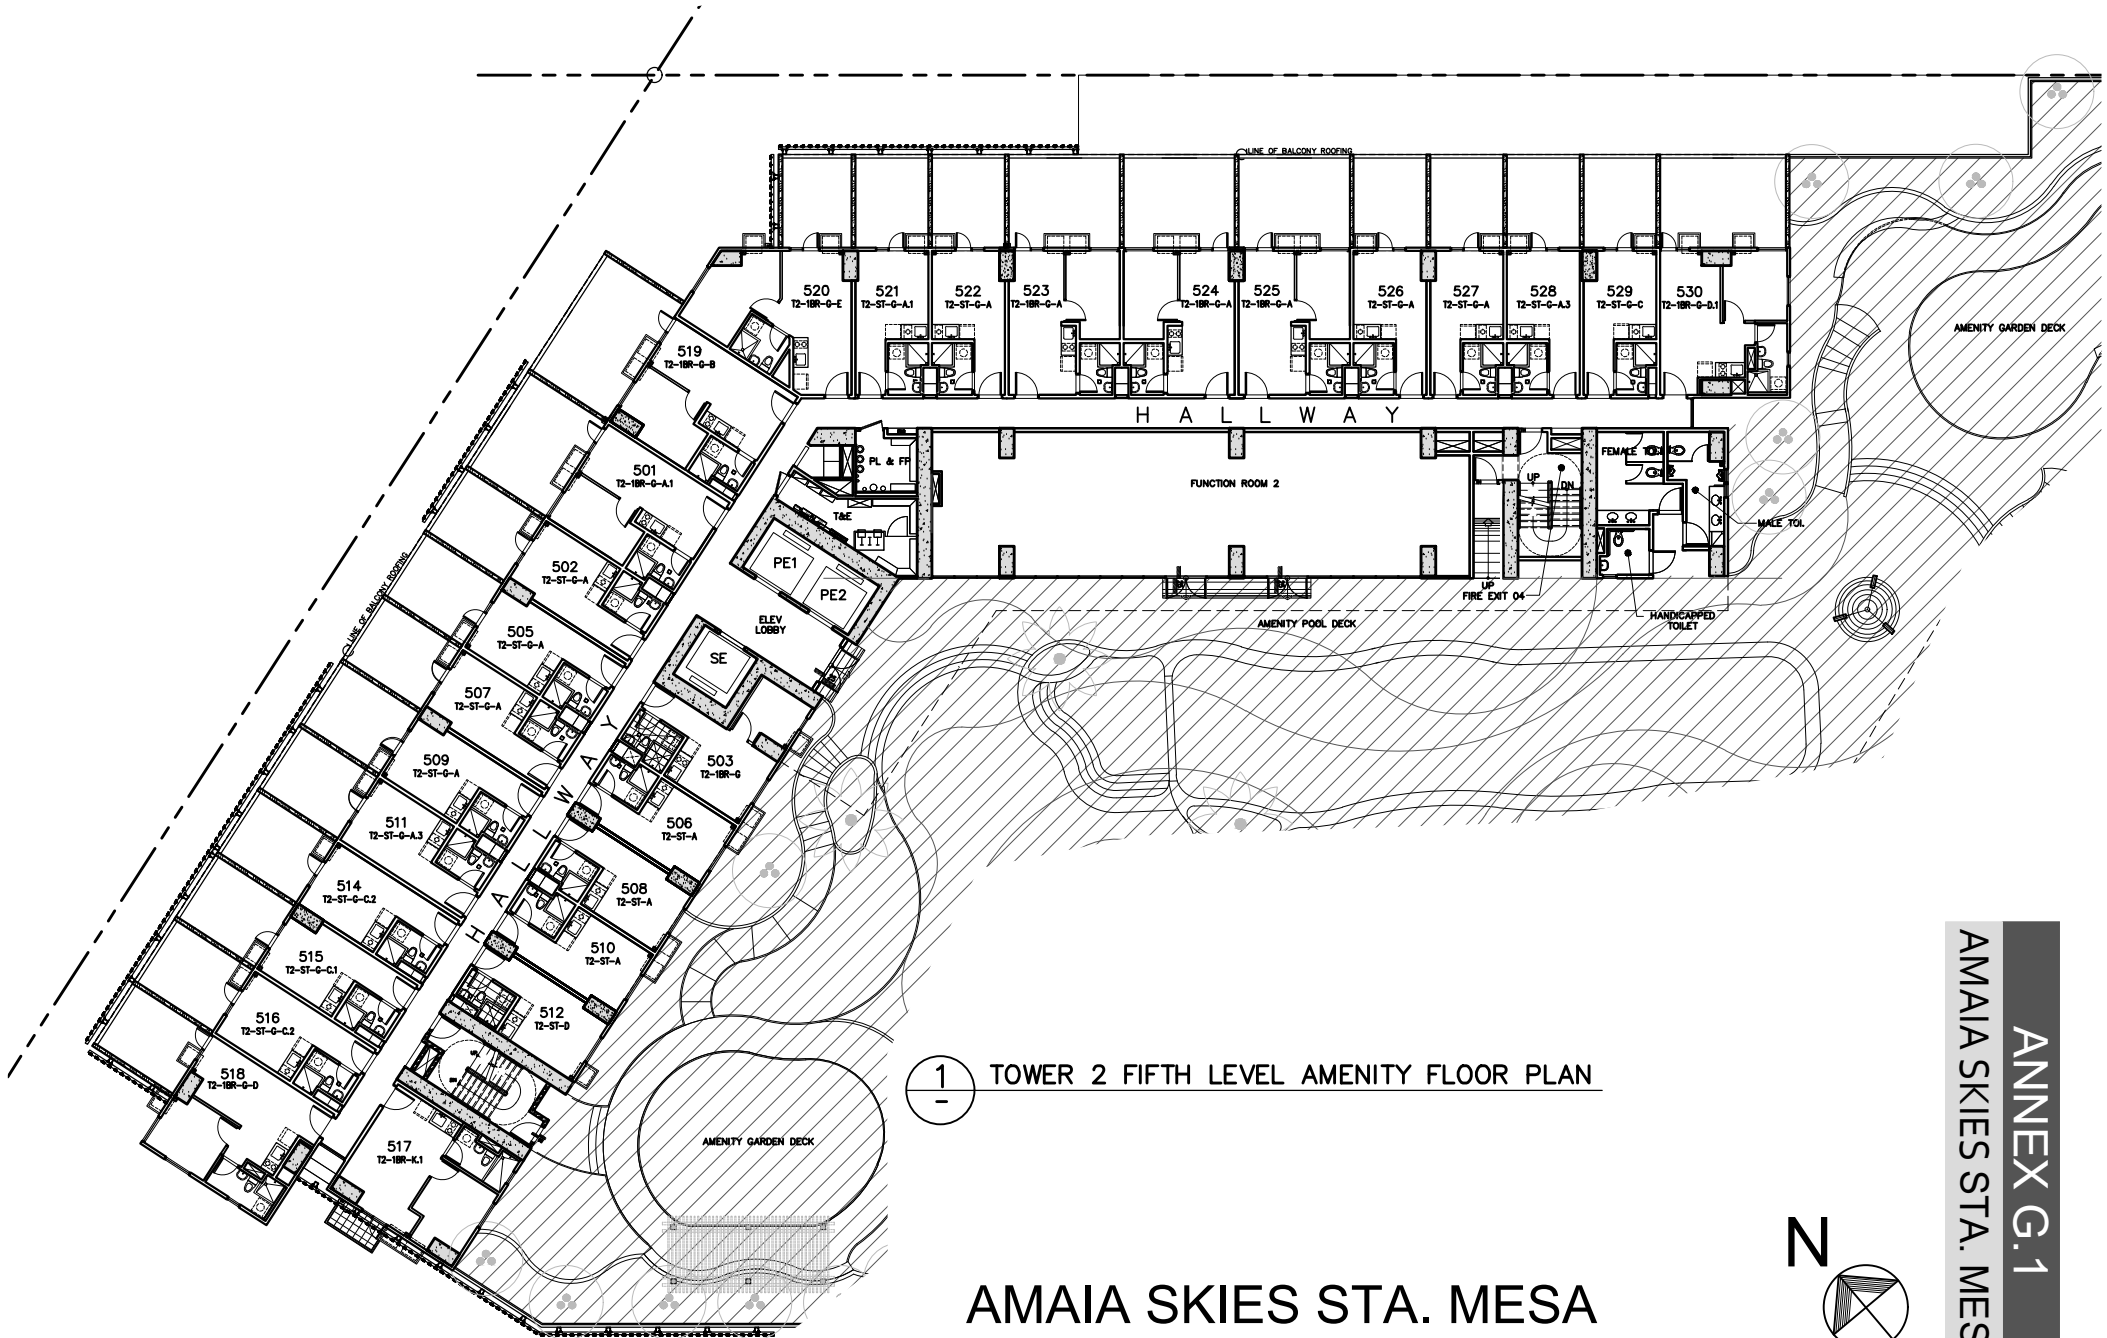 LINE OF BALCONY ROOFING
520
T2-1BR-G-E
521
T2-ST-G-A.1
522
T2-ST-G-A
523
T2-1BR-G-A
524
T2-1BR-G-A
525
T2-1BR-G-A
526
T2-ST-G-A
527
T2-ST-G-A
528
T2-ST-G-A.3
529
T2-ST-G-C
530
T2-1BR-G-D.1
AMENITY GARDEN DECK
519
T2-1BR-G-B
HALLWAY
PL & FP
FUNCTION ROOM 2
FEMALE
UP
DN
MALE TOI.
T&E
501
T2-1BR-G-A.1
PE1
PE2
502
T2-ST-G-A
ELEV
LOBBY
UP
FIRE EXIT 04
HANDICAPPED
TOILET
AMENITY POOL DECK
LINE OF BALCONY ROOFING
505
T2-ST-G-A
SE
507
T2-ST-G-A
HALLWAY
503
T2-1BR-G
509
T2-ST-G-A
511
T2-ST-G-A.3
506
T2-ST-A
514
T2-ST-G-C.2
508
T2-ST-A
515
T2-ST-G-C.1
510
T2-ST-A
516
T2-ST-G-C.2
512
T2-ST-D
518
T2-1BR-G-D
517
T2-1BR-K.1
AMENITY GARDEN DECK
1
-
TOWER 2 FIFTH LEVEL AMENITY FLOOR PLAN
AMAIA SKIES STA. MESA
N
ANNEX G.1
AMAIA SKIES STA. MES